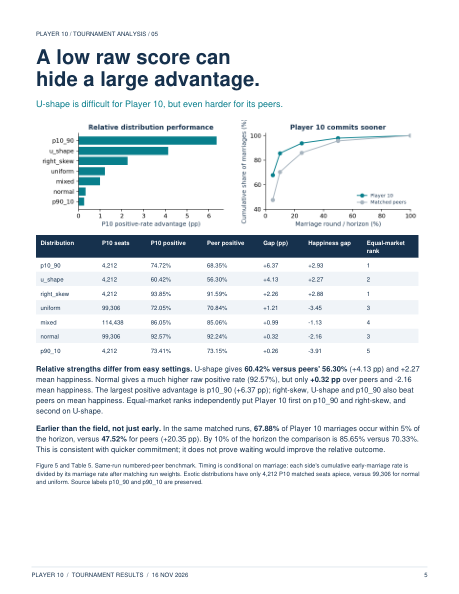 PLAYER 10 / TOURNAMENT ANALYSIS / 05
A low raw score can
hide a large advantage.
U-shape is difficult for Player 10, but even harder for its peers.
Relative distribution performance
p10_90
u_shape
right_skew
uniform
mixed
normal
p90_10
0 1 2 3 4 5 6
P10 positive-rate advantage (pp)
Player 10 commits sooner
Cumulative share of marriages (%)
100
80
60
40
0 20 40 60 80 100
Marriage round / horizon (%)
Player 10
Matched peers
Distribution P10 seats P10 positive Peer positive Gap (pp) Happiness gap Equal-market
rank
p10_90 4,212 74.72% 68.35% +6.37 +2.93 1
u_shape 4,212 60.42% 56.30% +4.13 +2.27 2
right_skew 4,212 93.85% 91.59% +2.26 +2.88 1
uniform 99,306 72.05% 70.84% +1.21 -3.45 3
mixed 114,438 86.05% 85.06% +0.99 -1.13 4
normal 99,306 92.57% 92.24% +0.32 -2.16 3
p90_10 4,212 73.41% 73.15% +0.26 -3.91 5
Relative strengths differ from easy settings. U-shape gives 60.42% versus peers' 56.30% (+4.13 pp) and +2.27
mean happiness. Normal gives a much higher raw positive rate (92.57%), but only +0.32 pp over peers and -2.16
mean happiness. The largest positive advantage is p10_90 (+6.37 pp); right-skew, U-shape and p10_90 also beat
peers on mean happiness. Equal-market ranks independently put Player 10 first on p10_90 and right-skew, and
second on U-shape.
Earlier than the field, not just early. In the same matched runs, 67.88% of Player 10 marriages occur within 5% of
the horizon, versus 47.52% for peers (+20.35 pp). By 10% of the horizon the comparison is 85.65% versus 70.33%.
This is consistent with quicker commitment; it does not prove waiting would improve the relative outcome.
Figure 5 and Table 5. Same-run numbered-peer benchmark. Timing is conditional on marriage: each side's cumulative early-marriage rate is
divided by its marriage rate after matching run weights. Exotic distributions have only 4,212 P10 matched seats apiece, versus 99,306 for normal
and uniform. Source labels p10_90 and p90_10 are preserved.
PLAYER 10 / TOURNAMENT RESULTS / 16 NOV 2026
5